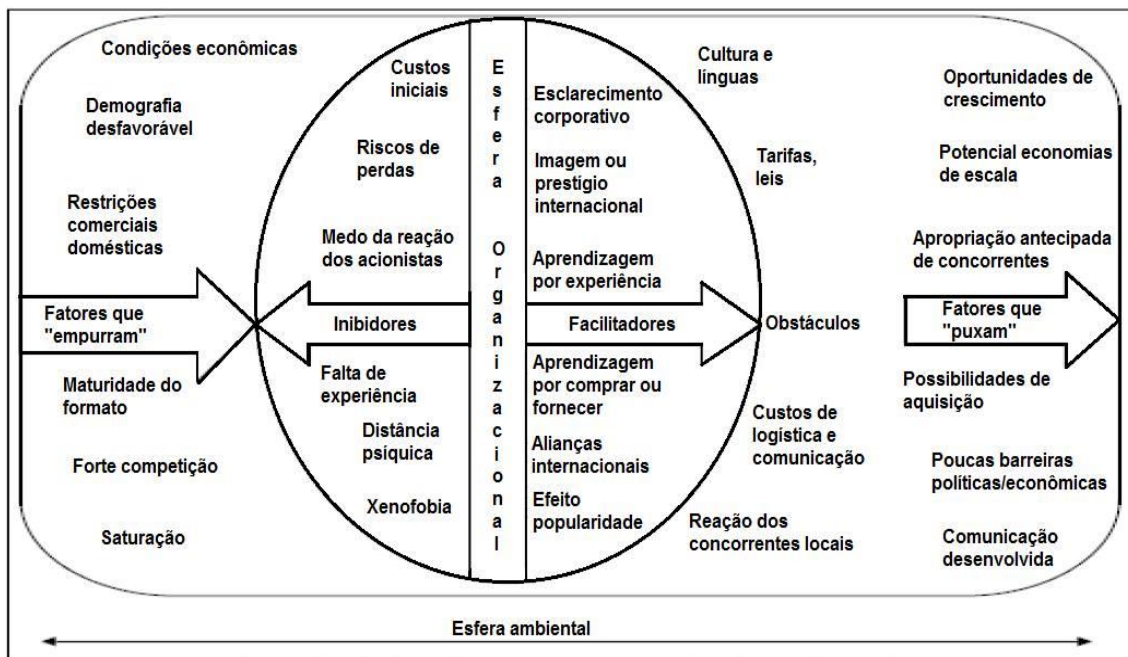 Condições econômicas
Demografia
desfavorável
Restrições
comerciais
domésticas
Fatores que
"empurram"
Maturidade do
formato
Forte competição
Saturação
Custos
iniciais
Riscos de
perdas
Medo da reação
dos acionistas
Inibidores
Falta de
experiência
Distância
psíquica
Xenofobia
Esfera Organizacional
Esclarecimento
corporativo
Imagem ou
prestígio
internacional
Aprendizagem
por experiência
Facilitadores
Aprendizagem
por comprar ou
fornecer
Alianças
internacionais
Efeito
popularidade
Cultura e
línguas
Tarifas,
leis
Obstáculos
Custos de
logística e
comunicação
Reação dos
concorrentes locais
Oportunidades de
crescimento
Potencial economias
de escala
Apropriação antecipada
de concorrentes
Fatores que
"puxam"
Possibilidades de
aquisição
Poucas barreiras
políticas/econômicas
Comunicação
desenvolvida
Esfera ambiental